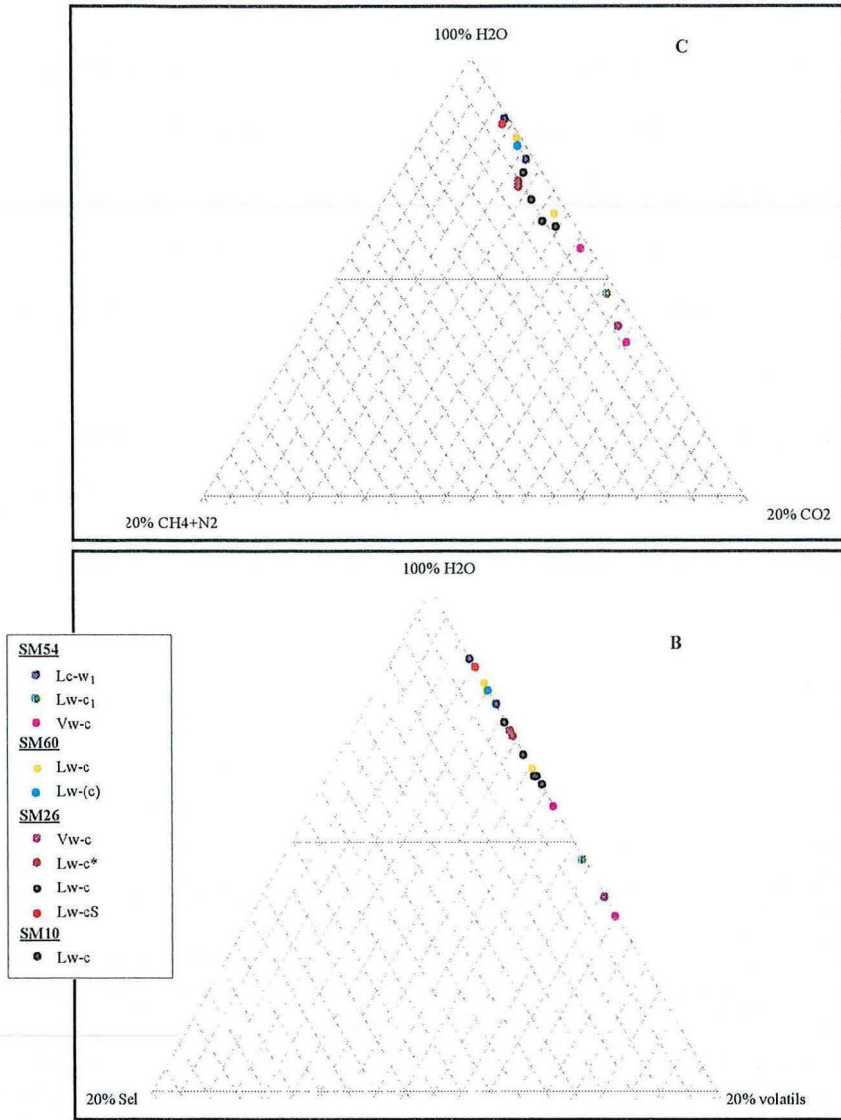 100% H2O
C
20% CH4+N2
20% CO2
100% H2O
B
SM54
Lc-w1
Lw-c1
Vw-c
SM60
Lw-c
Lw-(c)
SM26
Vw-c
Lw-c*
Lw-c
Lw-cS
SM10
Lw-c
20% Sel
20% volatils